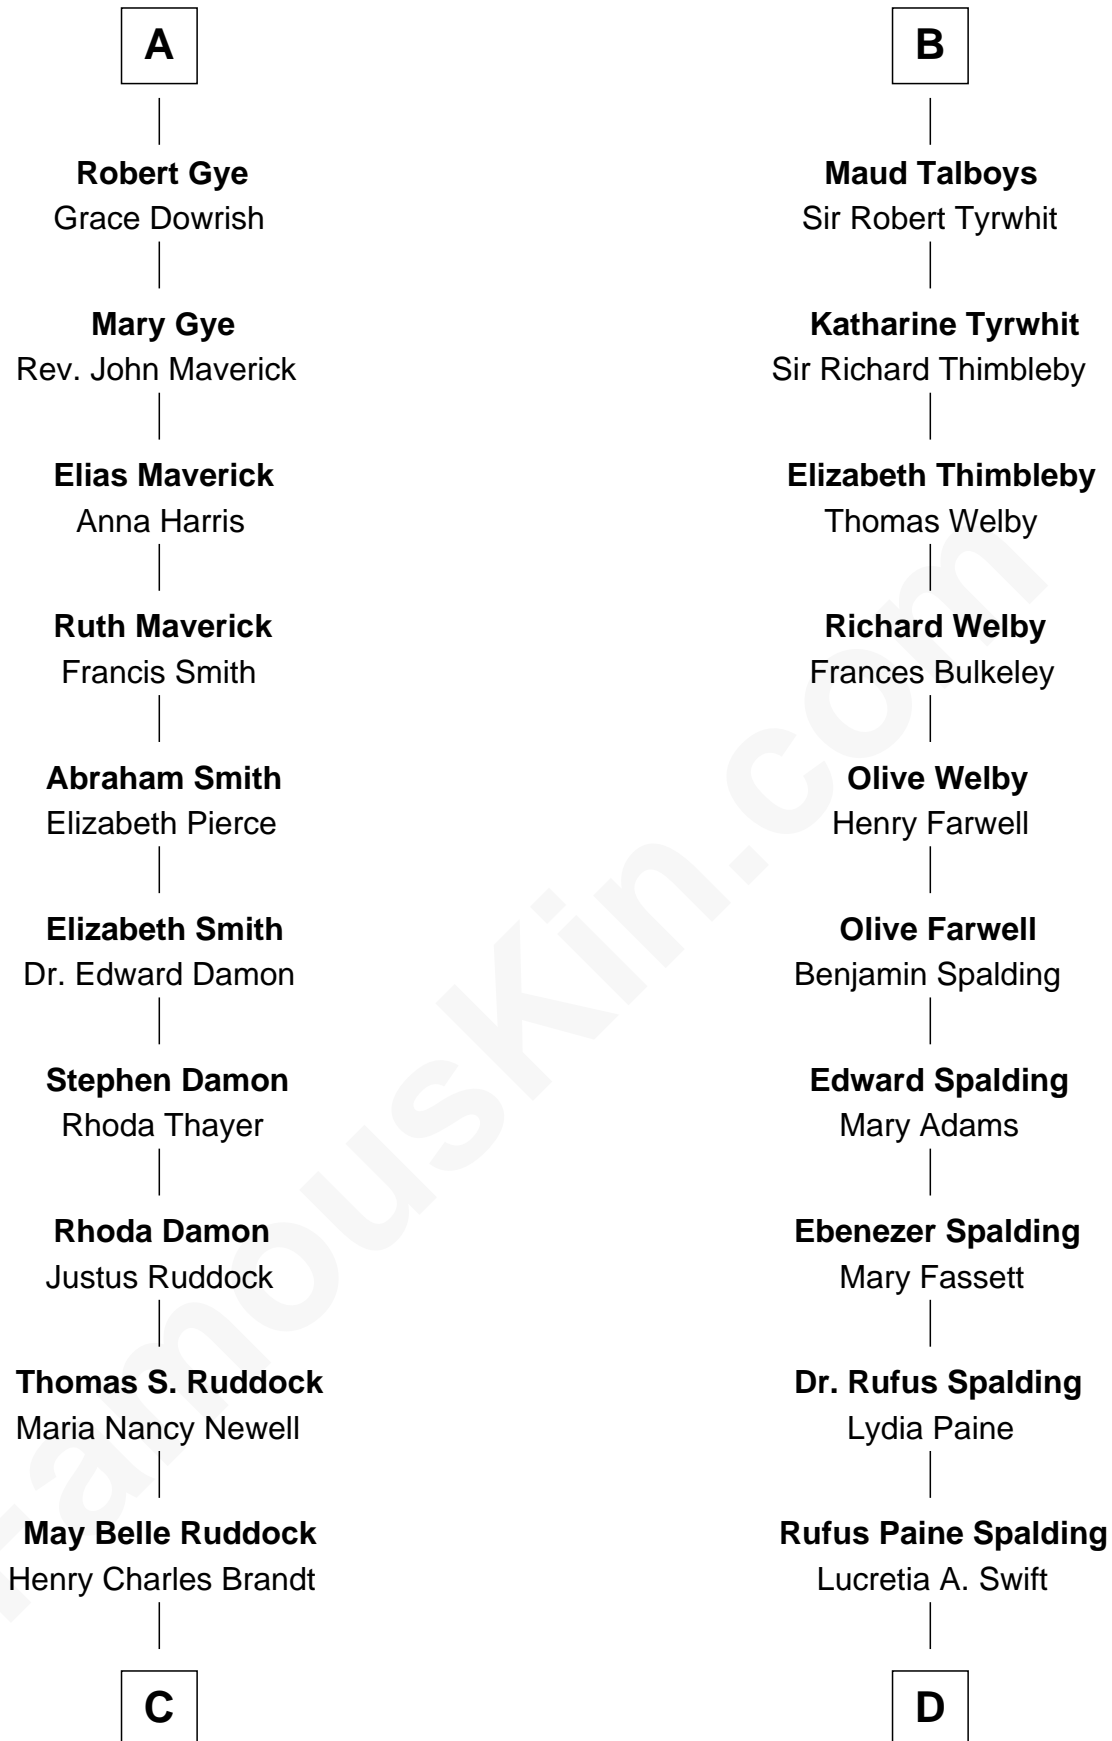 A
Robert Gye
Grace Dowrish
Mary Gye
Rev. John Maverick
Elias Maverick
Anna Harris
Ruth Maverick
Francis Smith
Abraham Smith
Elizabeth Pierce
Elizabeth Smith
Dr. Edward Damon
Stephen Damon
Rhoda Thayer
Rhoda Damon
Justus Ruddock
Thomas S. Ruddock
Maria Nancy Newell
May Belle Ruddock
Henry Charles Brandt
C
B
Maud Talboys
Sir Robert Tyrwhit
Katharine Tyrwhit
Sir Richard Thimbleby
Elizabeth Thimbleby
Thomas Welby
Richard Welby
Frances Bulkeley
Olive Welby
Henry Farwell
Olive Farwell
Benjamin Spalding
Edward Spalding
Mary Adams
Ebenezer Spalding
Mary Fassett
Dr. Rufus Spalding
Lydia Paine
Rufus Paine Spalding
Lucretia A. Swift
D
FamousKin.com